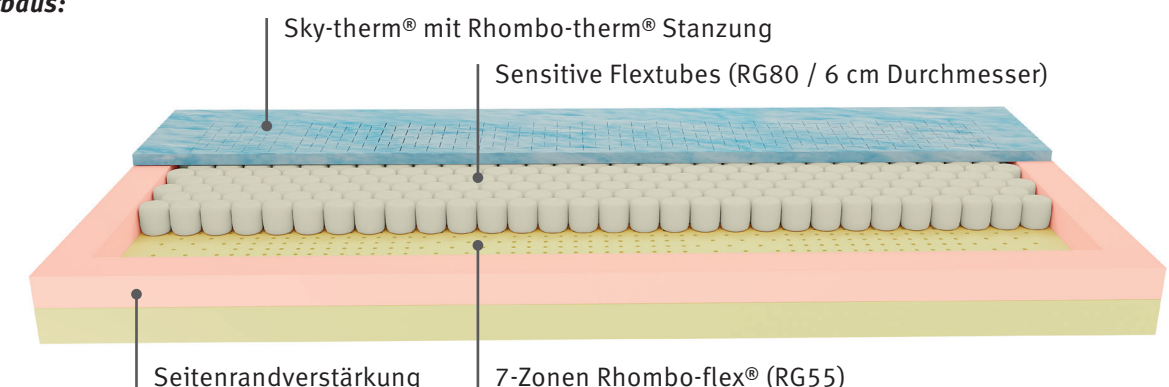 Sky-therm® mit Rhombo-therm® Stanzung
Sensitive Flextubes (RG80 / 6 cm Durchmesser)
Seitenrandverstärkung
7-Zonen Rhombo-flex® (RG55)